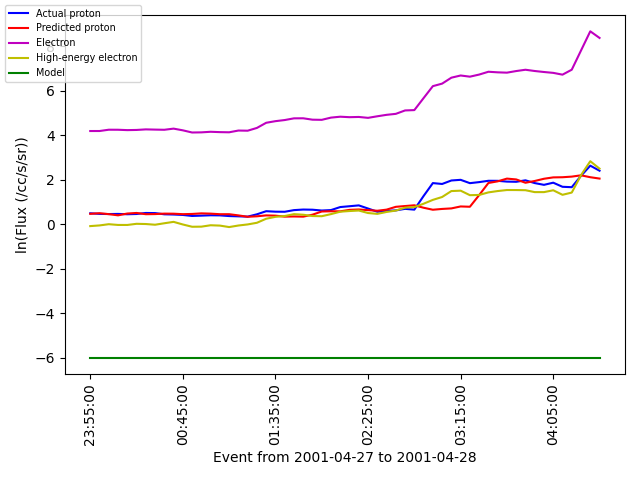 Actual proton
Predicted proton
Electron
High-energy electron
Model
8
6
4
2
0
−2
−4
−6
ln(Flux (/cc/s/sr))
23:55:00
00:45:00
01:35:00
02:25:00
03:15:00
04:05:00
Event from 2001-04-27 to 2001-04-28